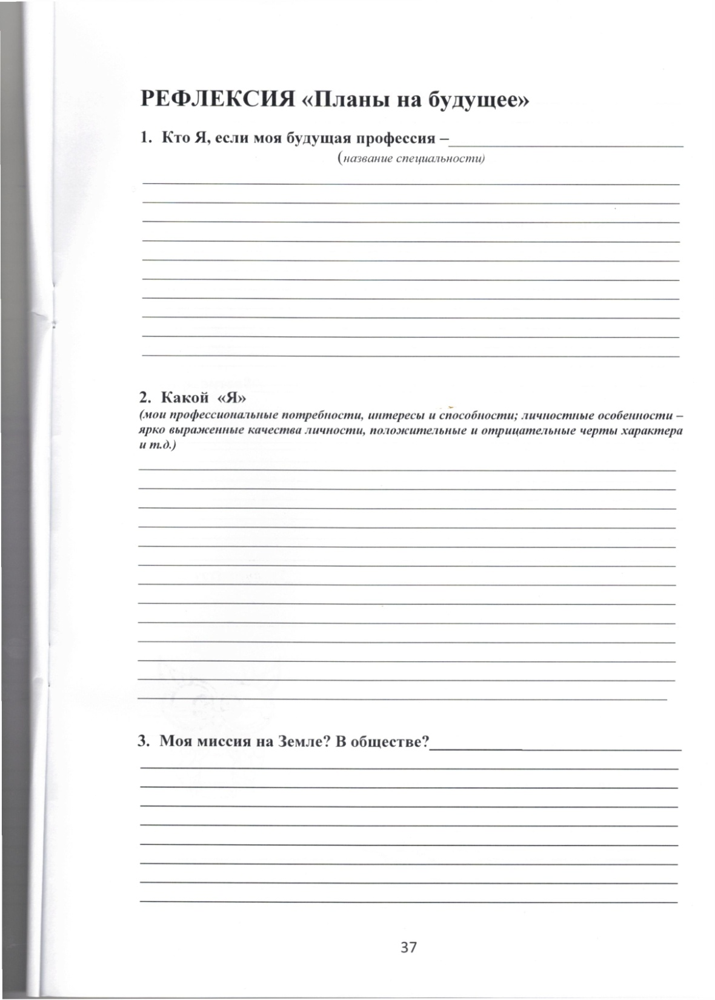 РЕФЛЕКСИЯ «Планы на будущее»
1. Кто Я, если моя будущая профессия –
(название специальности)
2. Какой «Я»
(мои профессиональные потребности, интересы и способности; личностные особенности –
ярко выраженные качества личности, положительные и отрицательные черты характера
и т.д.)
3. Моя миссия на Земле? В обществе?
37